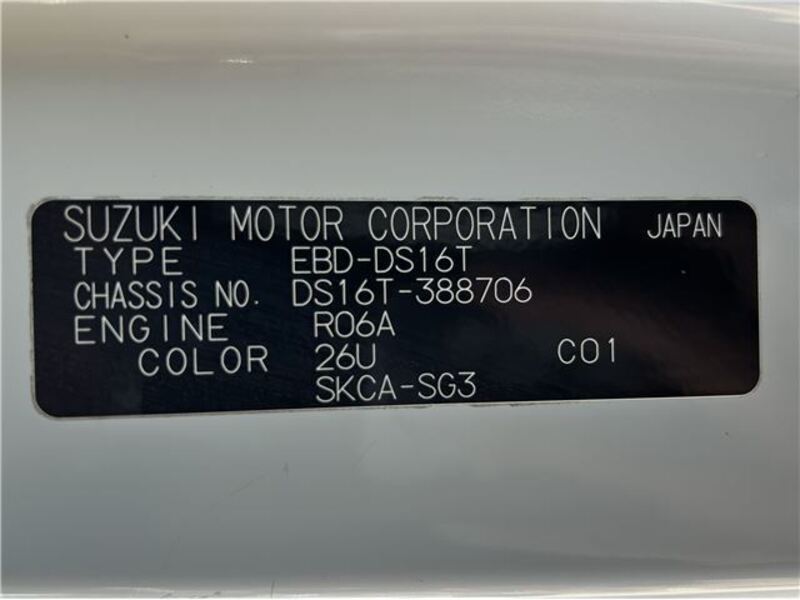 SUZUKI MOTOR CORPORATION JAPAN
TYPE EBD-DS16T
CHASSIS NO. DS16T-388706
ENGINE R06A
COLOR 26U C01
SKCA-SG3